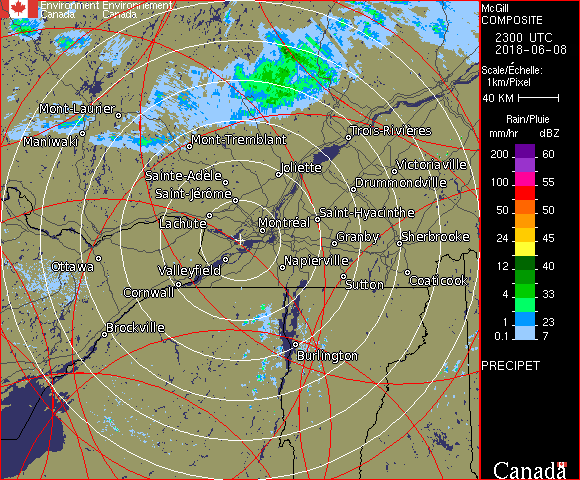 Environment Environnement
Canada Canada
Mont-Laurier
Maniwaki
Mont-Tremblant
Trois-Rivières
Joliette
Victoriaville
Sainte-Adèle
Drummondville
Saint-Jérôme
Lachute
Saint-Hyacinthe
Montréal
Granby
Sherbrooke
Ottawa
Valleyfield
Napierville
Cornwall
Sutton
Coaticook
Brockville
Burlington
McGill
COMPOSITE
2300 UTC
2018-06-08
Scale/Échelle:
1km/Pixel
40 KM
Rain/Pluie
mm/hr dBZ
200 60
100 55
50 50
24 45
12 40
4 33
1 23
0.1 7
PRECIPET
Canada